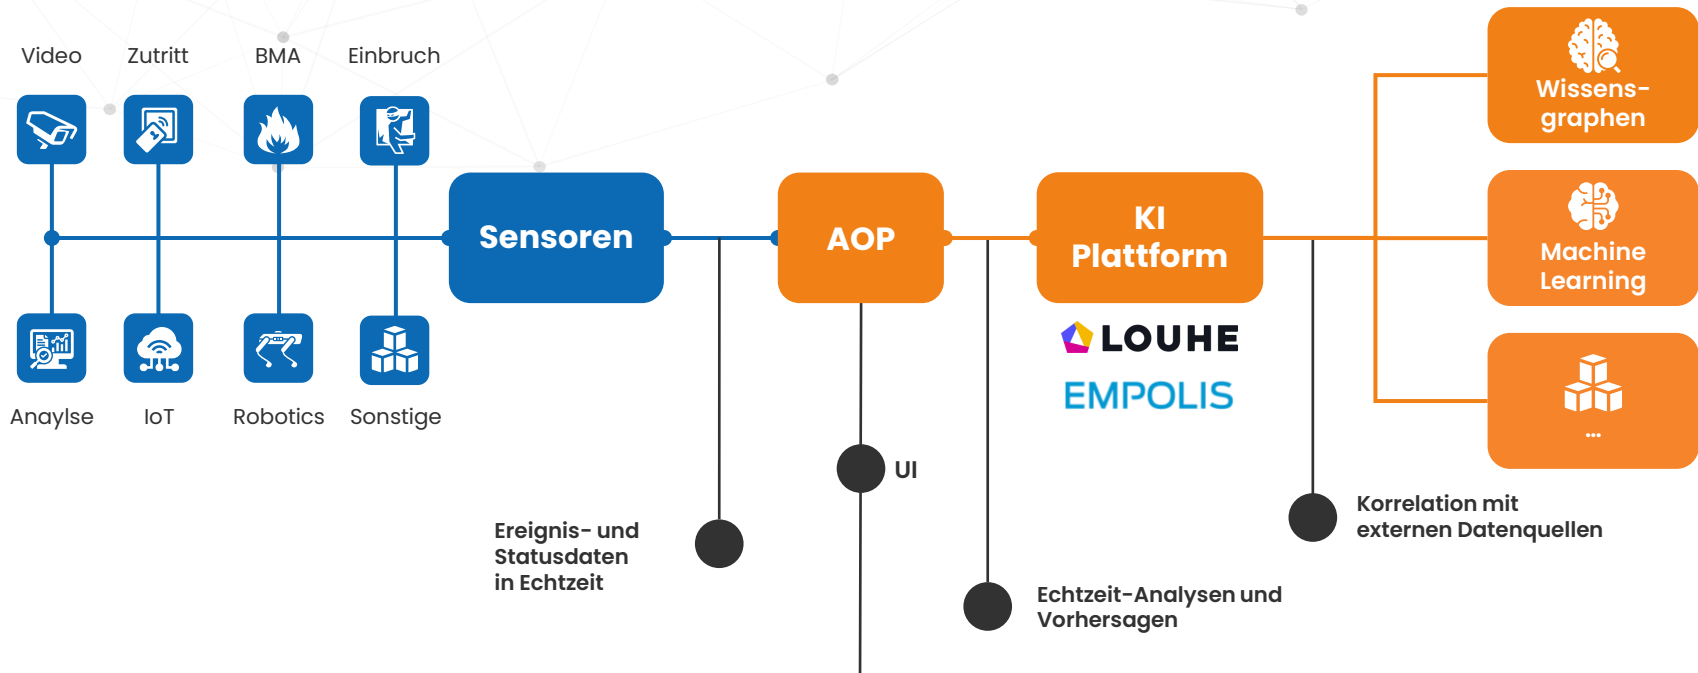 Video
Zutritt
BMA
Einbruch
Anaylse
IoT
Robotics
Sonstige
Sensoren
AOP
KI
Plattform
LOUHE
EMPOLIS
Wissens-
graphen
Machine
Learning
...
UI
Ereignis- und
Statusdaten
in Echtzeit
Echtzeit-Analysen und
Vorhersagen
Korrelation mit
externen Datenquellen